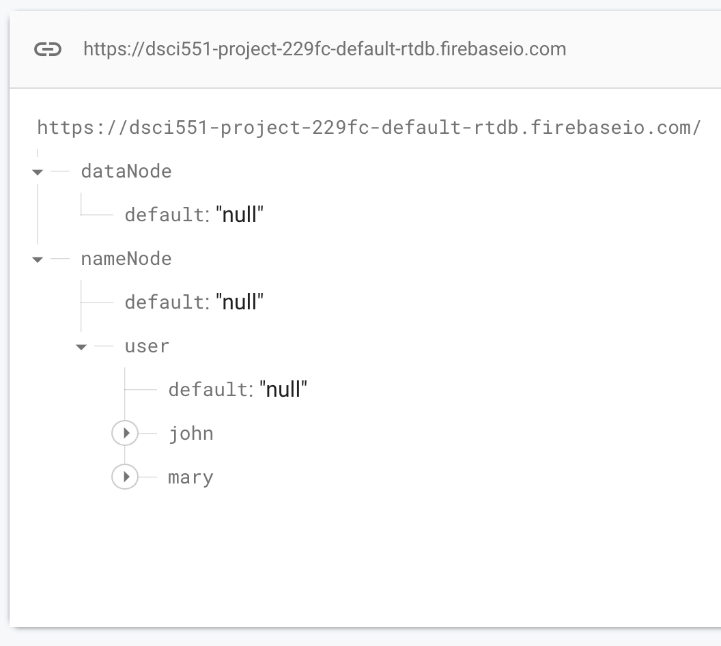 https://dsci551-project-229fc-default-rtdb.firebaseio.com
https://dsci551-project-229fc-default-rtdb.firebaseio.com/
dataNode
default: "null"
nameNode
default: "null"
user
default: "null"
john
mary